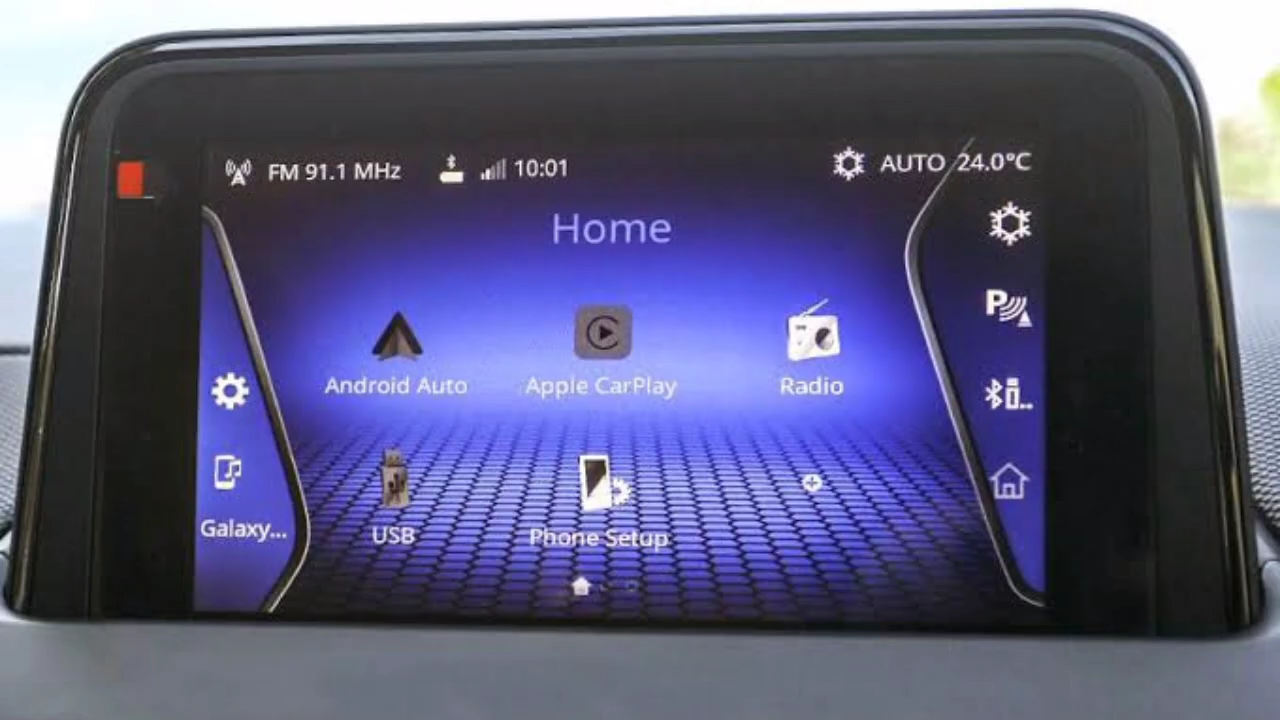 FM 91.1 MHz 10:01 AUTO 24.0°C
Home
P
Android Auto Apple CarPlay Radio
Galaxy...
USB Phone Setup